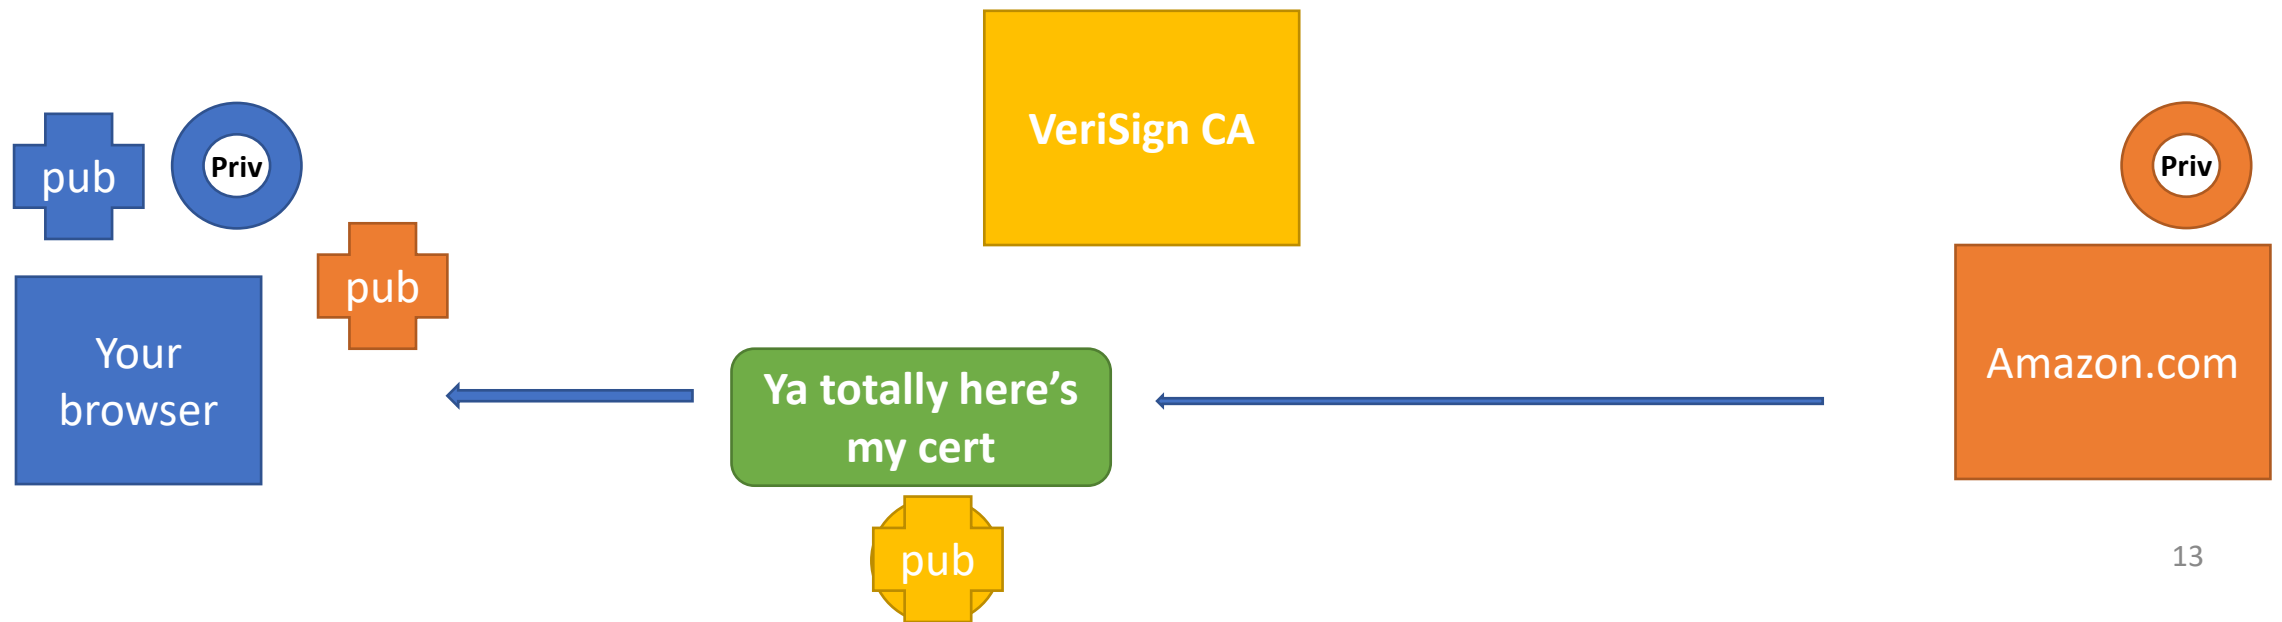 VeriSign CA
pub
Priv
Priv
pub
Your
browser
Ya totally here's
my cert
Amazon.com
pub
13